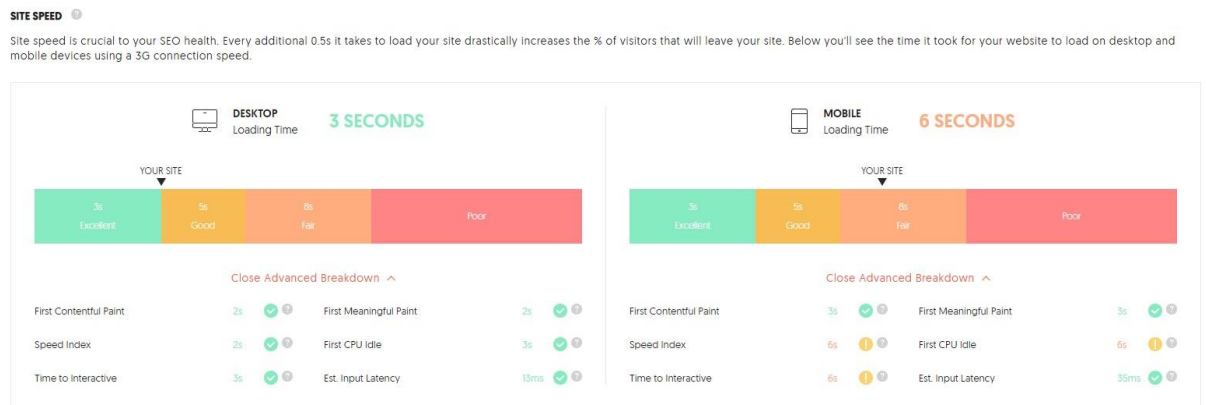 SITE SPEED ?
Site speed is crucial to your SEO health. Every additional 0.5s it takes to load your site drastically increases the % of visitors that will leave your site. Below you'll see the time it took for your website to load on desktop and
mobile devices using a 3G connection speed.
DESKTOP
Loading Time
3 SECONDS
YOUR SITE
3s
Excellent
5s
Good
8s
Fair
Poor
Close Advanced Breakdown
First Contentful Paint 2s ? First Meaningful Paint 2s ?
Speed Index 2s ? First CPU Idle 3s ?
Time to Interactive 3s ? Est. Input Latency 13ms ?
MOBILE
Loading Time
6 SECONDS
YOUR SITE
3s
Excellent
5s
Good
8s
Fair
Poor
Close Advanced Breakdown
First Contentful Paint 3s ? First Meaningful Paint 3s ?
Speed Index 6s ! ? First CPU Idle 6s ! ?
Time to Interactive 6s ! ? Est. Input Latency 35ms ?